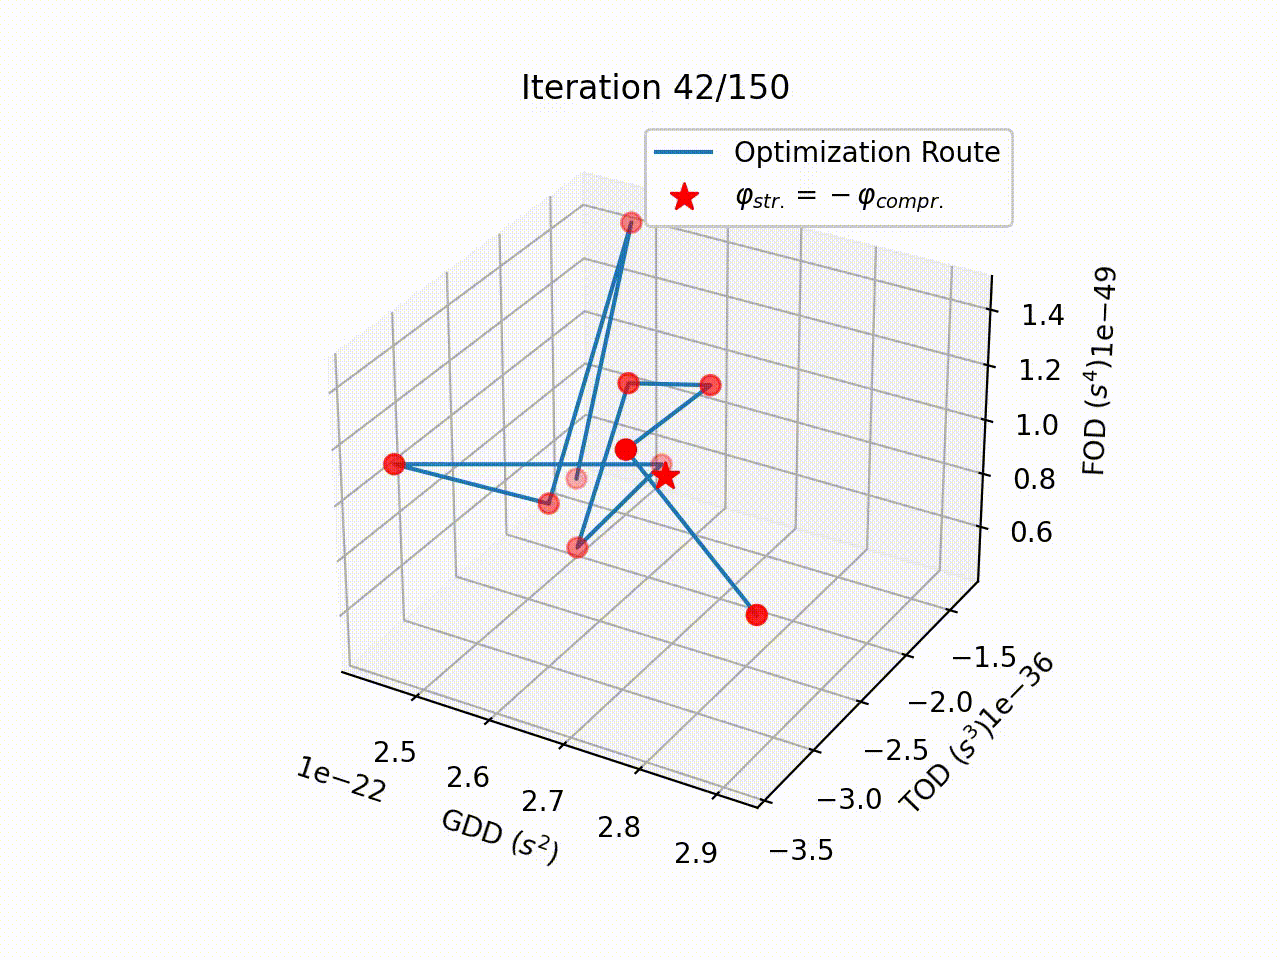 Iteration 42/150
Optimization Route
φstr. = − φcompr.
1.4
1.2
1.0
0.8
0.6
FOD (s⁴)1e−49
−1.5
−2.0
−2.5
−3.0
−3.5
TOD (s³)1e−36
2.5
2.6
2.7
2.8
2.9
1e−22
GDD (s²)